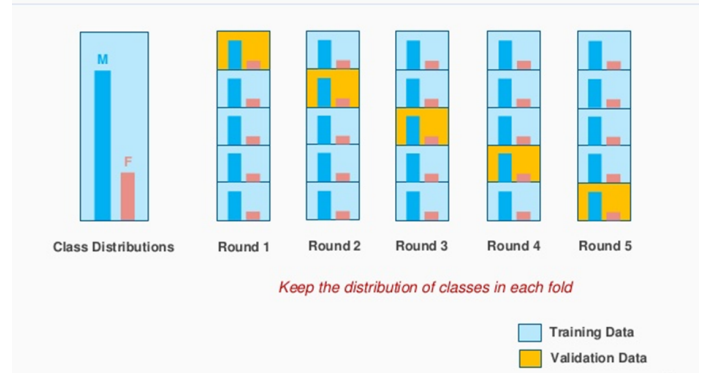 M
F
Class Distributions
Round 1
Round 2
Round 3
Round 4
Round 5
Keep the distribution of classes in each fold
Training Data
Validation Data